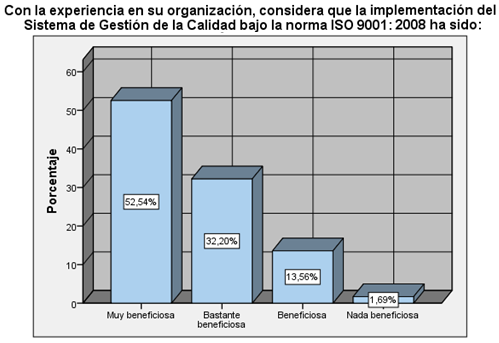 Con la experiencia en su organización, considera que la implementación del
Sistema de Gestión de la Calidad bajo la norma ISO 9001: 2008 ha sido:
Porcentaje
60
50
40
30
20
10
0
52,54%
32,20%
13,56%
1,69%
Muy beneficiosa
Bastante
beneficiosa
Beneficiosa
Nada beneficiosa